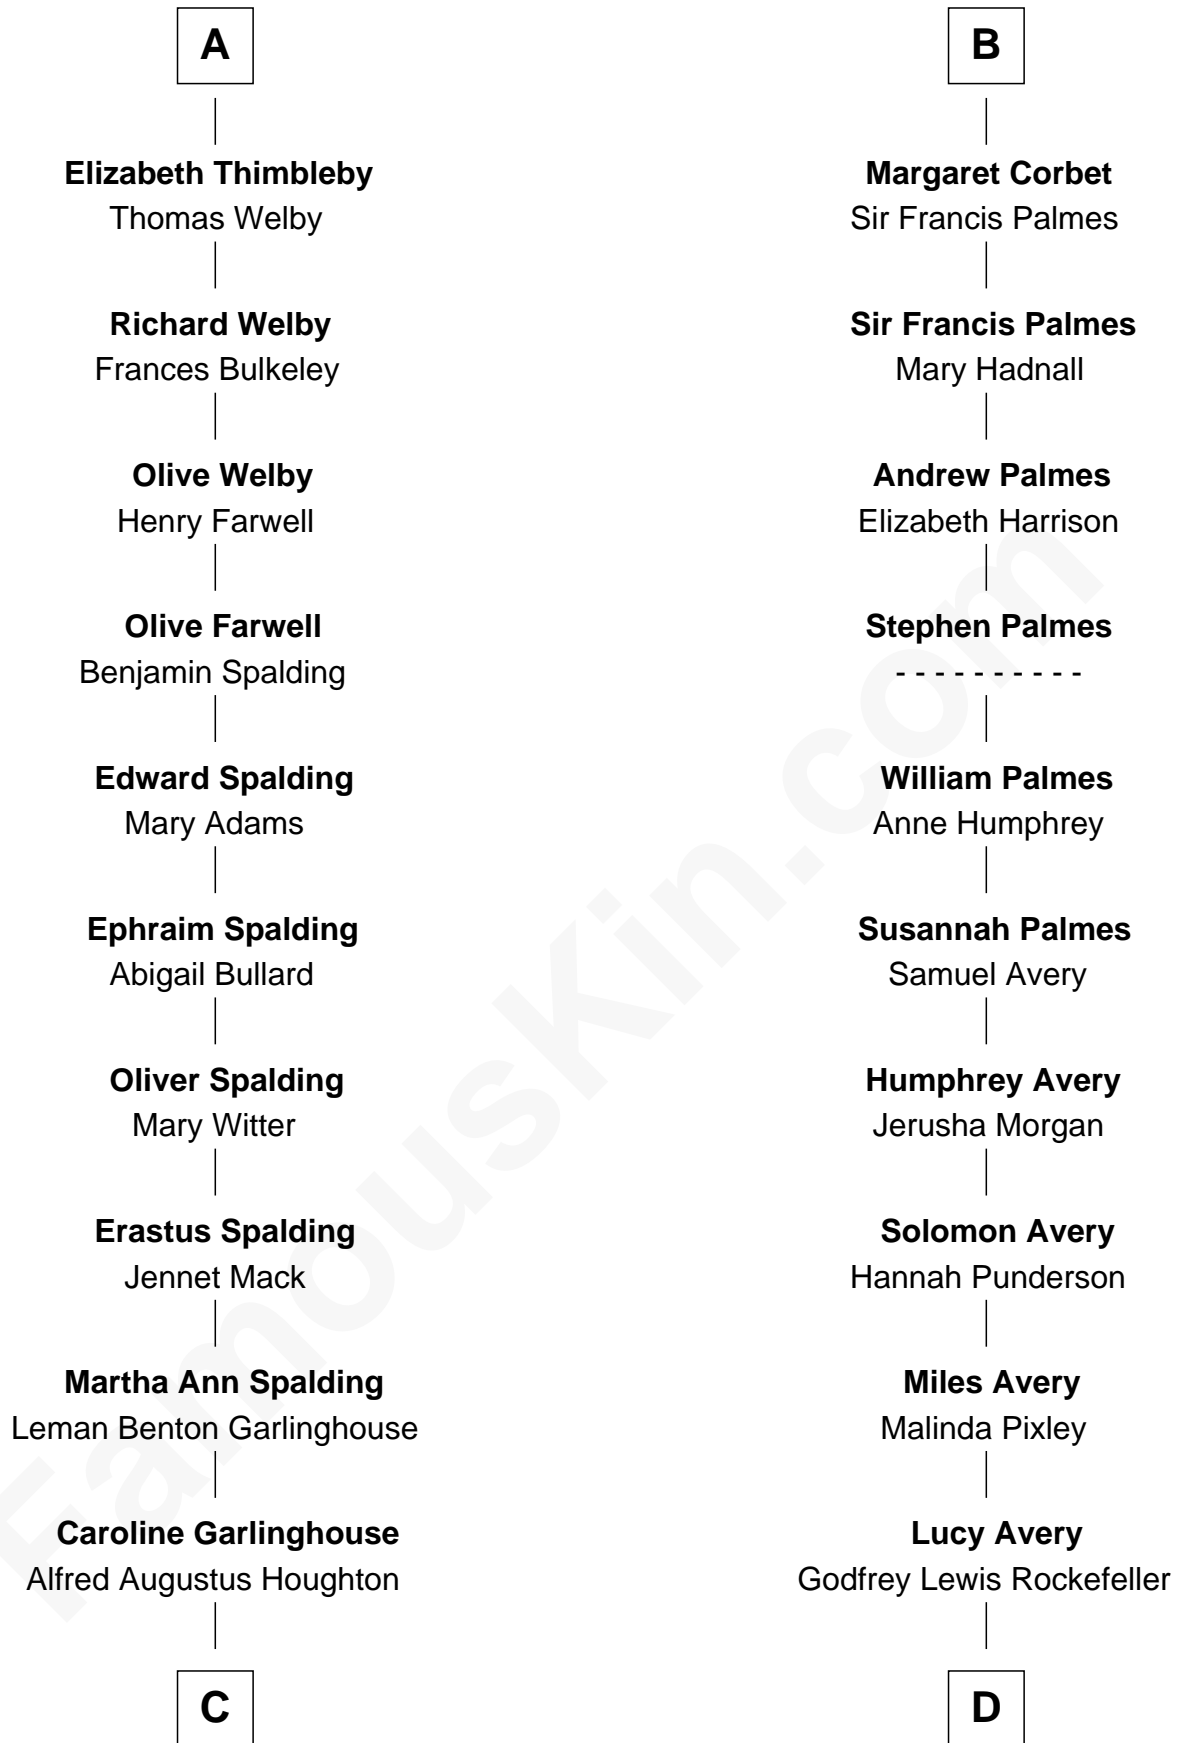 A
Elizabeth Thimbleby
Thomas Welby
Richard Welby
Frances Bulkeley
Olive Welby
Henry Farwell
Olive Farwell
Benjamin Spalding
Edward Spalding
Mary Adams
Ephraim Spalding
Abigail Bullard
Oliver Spalding
Mary Witter
Erastus Spalding
Jennet Mack
Martha Ann Spalding
Leman Benton Garlinghouse
Caroline Garlinghouse
Alfred Augustus Houghton
C
B
Margaret Corbet
Sir Francis Palmes
Sir Francis Palmes
Mary Hadnall
Andrew Palmes
Elizabeth Harrison
Stephen Palmes
- - - - - - - - - -
William Palmes
Anne Humphrey
Susannah Palmes
Samuel Avery
Humphrey Avery
Jerusha Morgan
Solomon Avery
Hannah Punderson
Miles Avery
Malinda Pixley
Lucy Avery
Godfrey Lewis Rockefeller
D
FamousKin.com